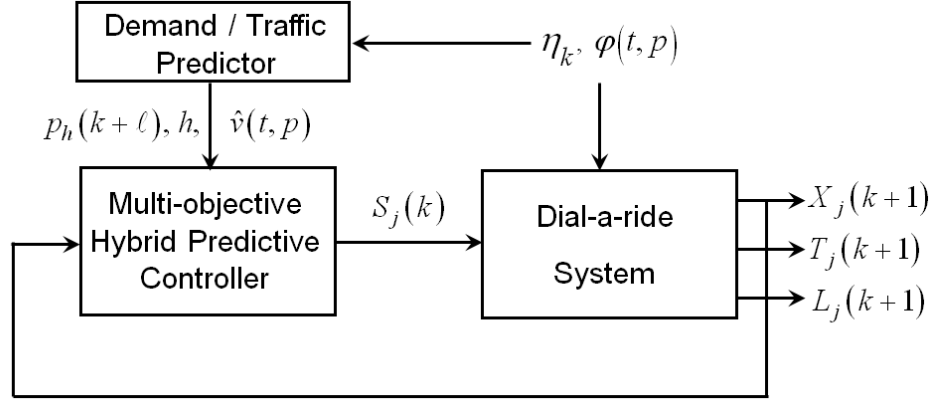 Demand / Traffic
Predictor
η_k, φ(t, p)
p_h(k + ℓ), h, v̂(t, p)
Multi-objective
Hybrid Predictive
Controller
S_j(k)
Dial-a-ride
System
X_j(k+1)
T_j(k+1)
L_j(k+1)